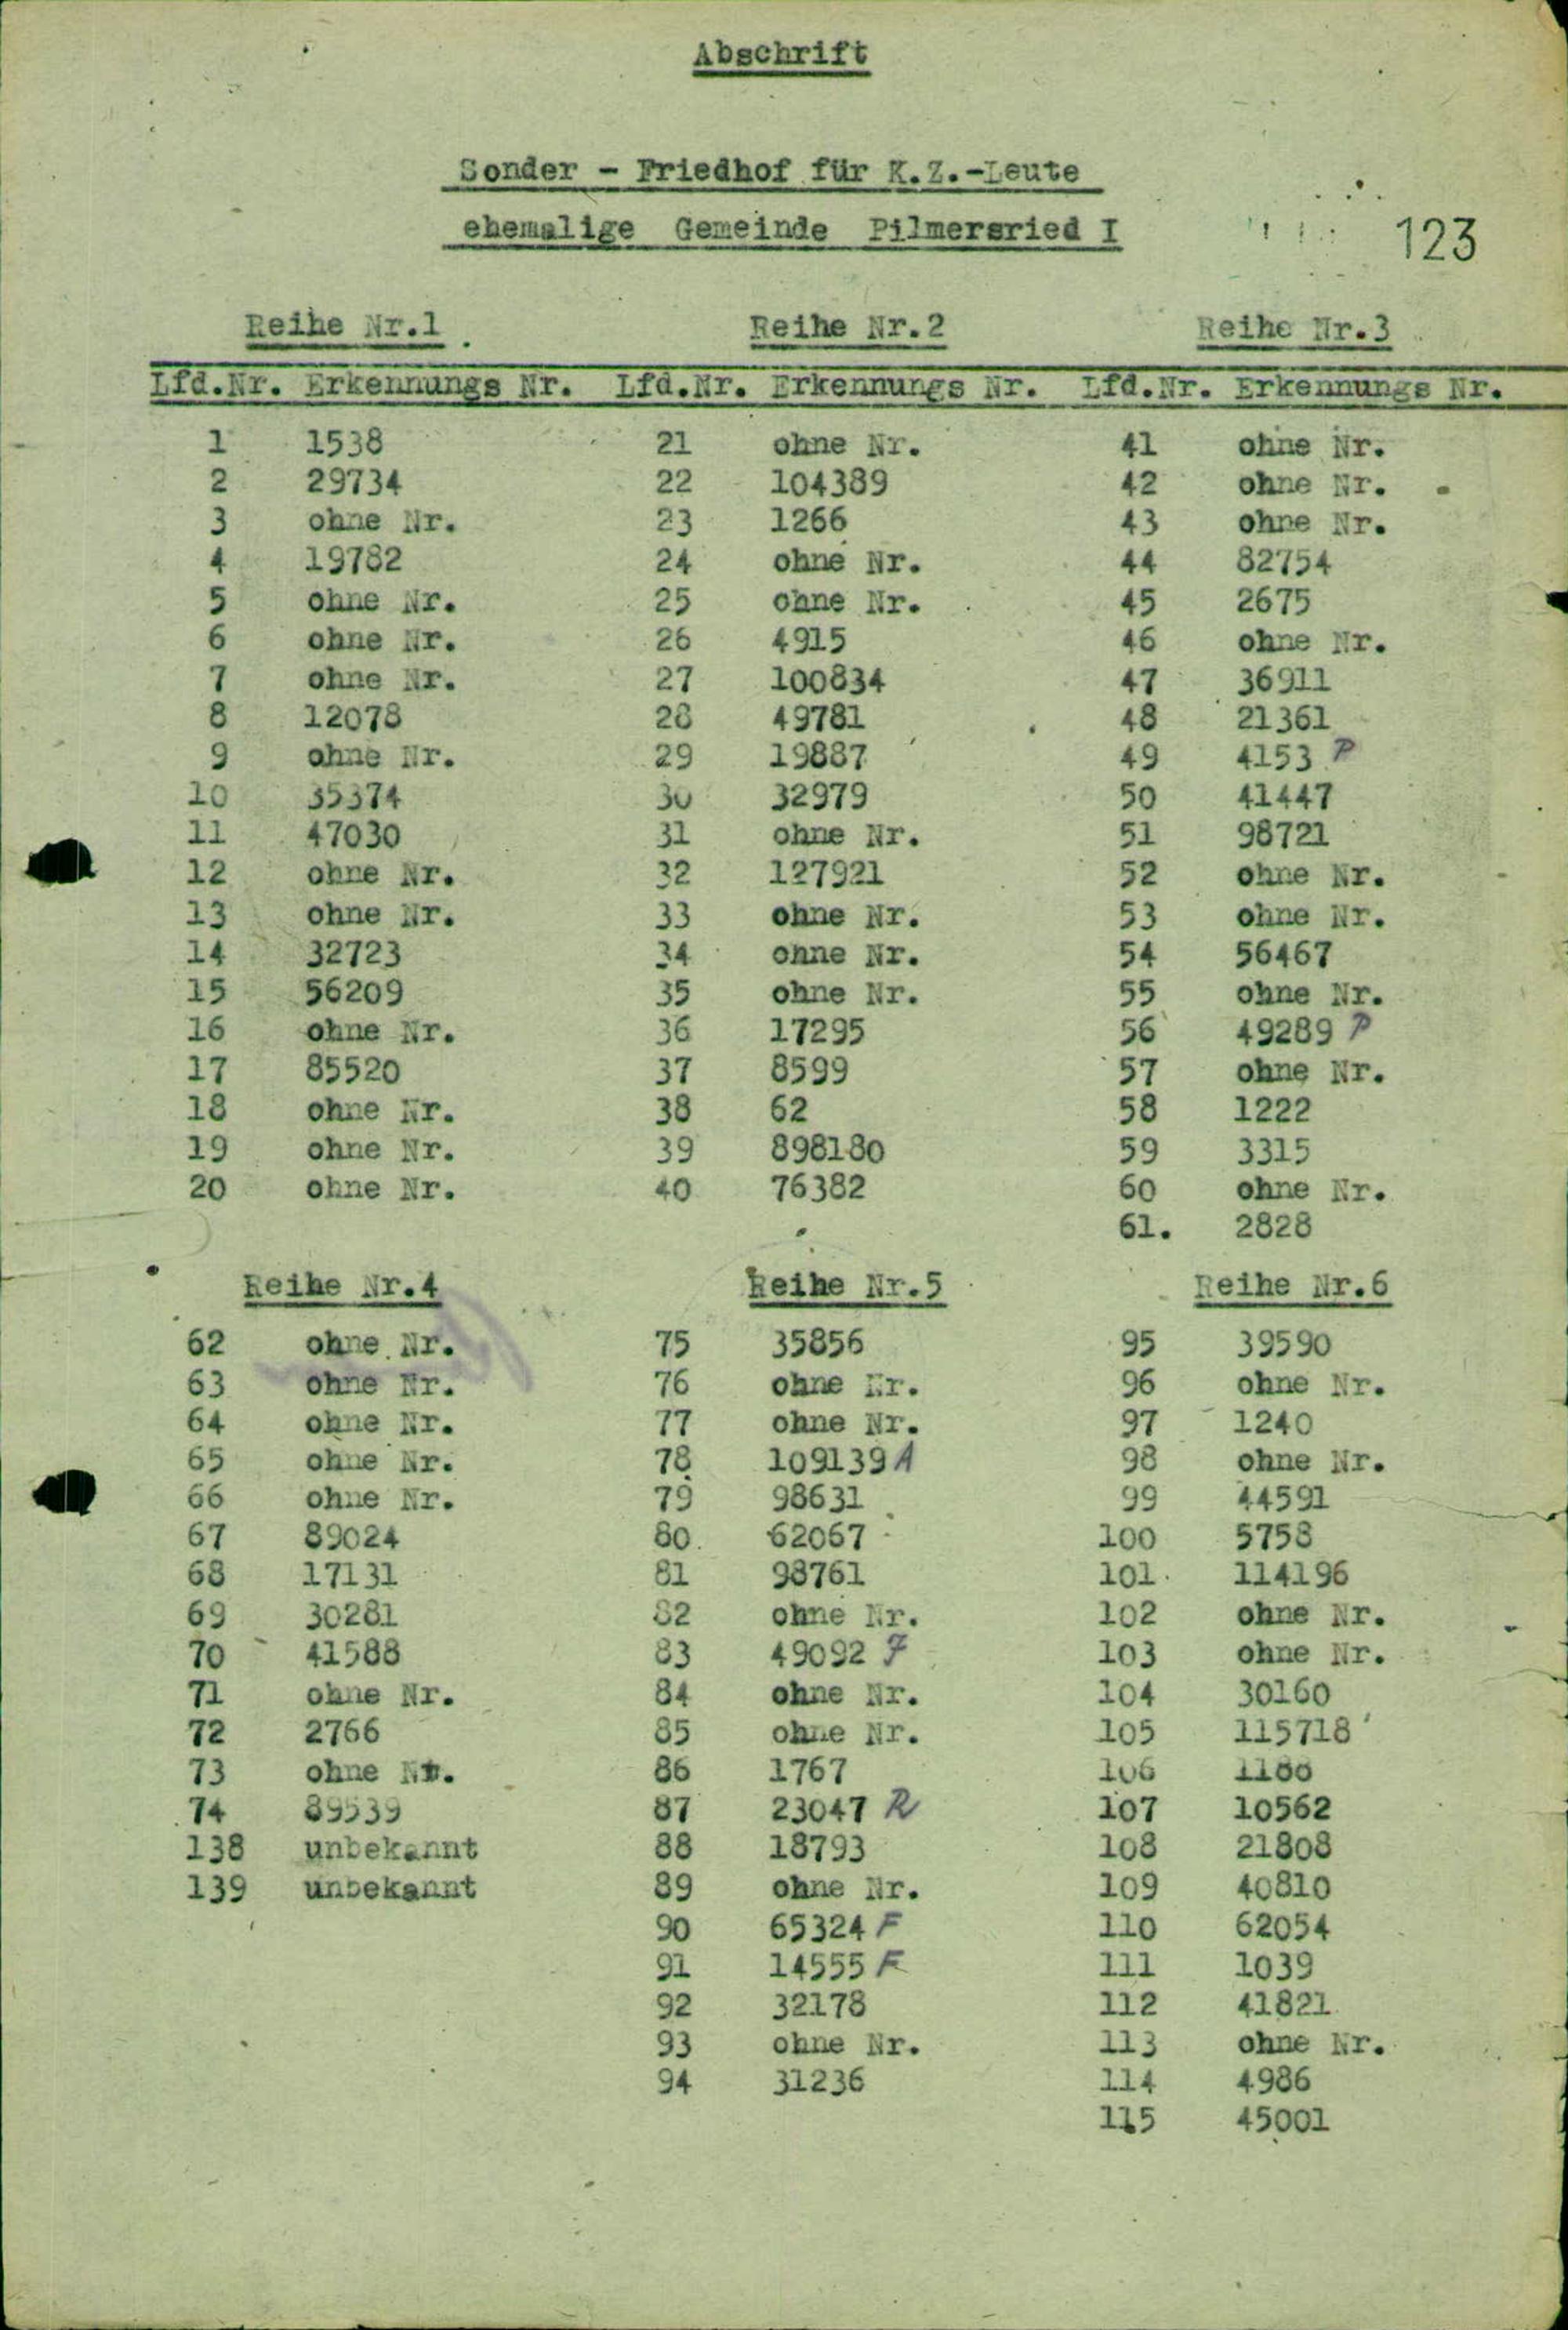 Abschrift
Sonder - Friedhof für K.Z.-Leute
ehemalige Gemeinde Pilmersried I
123
Reihe Nr.1 Reihe Nr.2 Reihe Nr.3
Lfd.Nr. Erkennungs Nr. Lfd.Nr. Erkennungs Nr. Lfd.Nr. Erkennungs Nr.
1 1538 21 ohne Nr. 41 ohne Nr.
2 29734 22 104389 42 ohne Nr.
3 ohne Nr. 23 1266 43 ohne Nr.
4 19782 24 ohne Nr. 44 82754
5 ohne Nr. 25 ohne Nr. 45 2675
6 ohne Nr. 26 4915 46 ohne Nr.
7 ohne Nr. 27 100834 47 36911
8 12078 28 49781 48 21361
9 ohne Nr. 29 19887 49 4153 P
10 35374 30 32979 50 41447
11 47030 31 ohne Nr. 51 98721
12 ohne Nr. 32 127921 52 ohne Nr.
13 ohne Nr. 33 ohne Nr. 53 ohne Nr.
14 32723 34 ohne Nr. 54 56467
15 56209 35 ohne Nr. 55 ohne Nr.
16 ohne Nr. 36 17295 56 49289 P
17 85520 37 8599 57 ohne Nr.
18 ohne Nr. 38 62 58 1222
19 ohne Nr. 39 898180 59 3315
20 ohne Nr. 40 76382 60 ohne Nr.
61. 2828
Reihe Nr.4 Reihe Nr.5 Reihe Nr.6
62 ohne Nr. 75 35856 95 39590
63 ohne Nr. 76 ohne Nr. 96 ohne Nr.
64 ohne Nr. 77 ohne Nr. 97 1240
65 ohne Nr. 78 109139 A 98 ohne Nr.
66 ohne Nr. 79 98631 99 44591
67 89024 80 62067 100 5758
68 17131 81 98761 101 114196
69 30281 82 ohne Nr. 102 ohne Nr.
70 41588 83 49092 F 103 ohne Nr.
71 ohne Nr. 84 ohne Nr. 104 30160
72 2766 85 ohne Nr. 105 115718
73 ohne Nr. 86 1767 106
74 89539 87 23047 R 107 10562
138 unbekannt 88 18793 108 21808
139 unbekannt 89 ohne Nr. 109 40810
90 65324 F 110 62054
91 14555 F 111 1039
92 32178 112 41821
93 ohne Nr. 113 ohne Nr.
94 31236 114 4986
115 45001